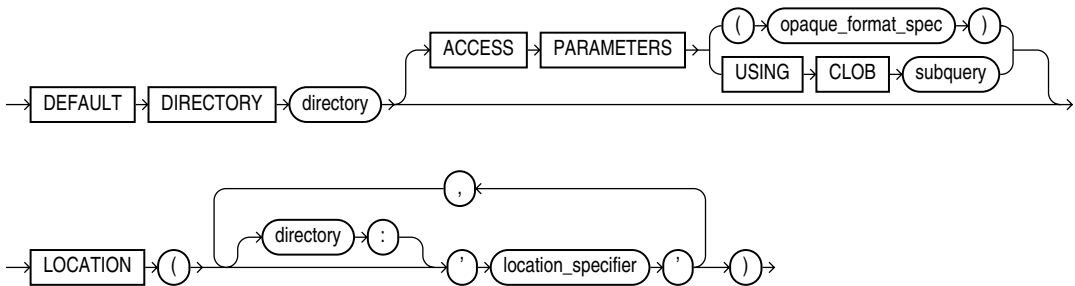 ( opaque_format_spec )
ACCESS PARAMETERS
USING CLOB subquery
DEFAULT DIRECTORY directory
,
directory :
LOCATION ( ' location_specifier ' )